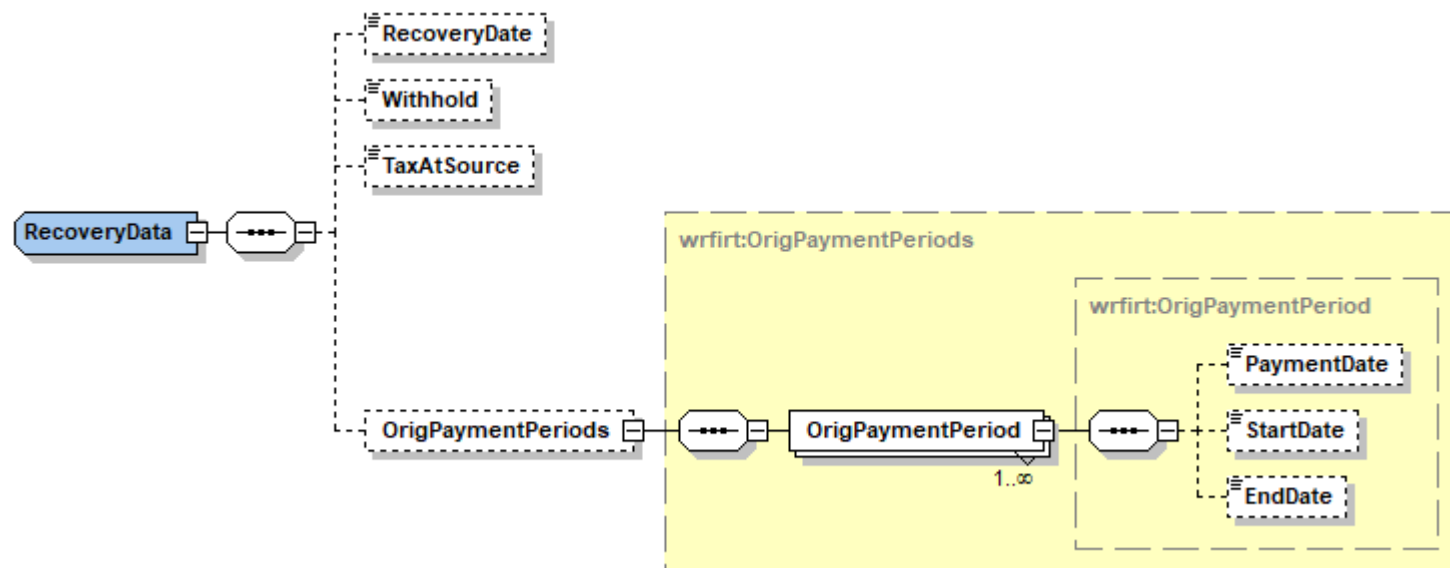 RecoveryDate
Withhold
TaxAtSource
RecoveryData
wrfirt:OrigPaymentPeriods
wrfirt:OrigPaymentPeriod
PaymentDate
OrigPaymentPeriods
OrigPaymentPeriod
StartDate
1..∞
EndDate